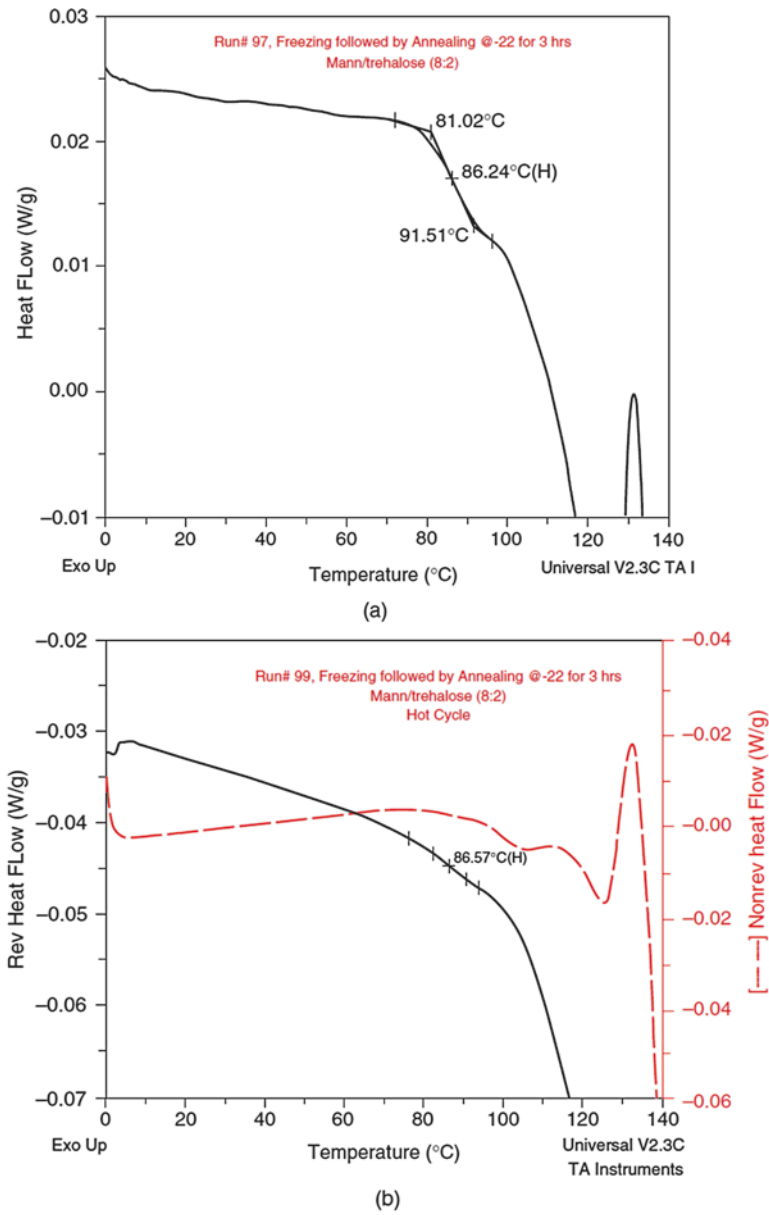 0.03
Run# 97, Freezing followed by Annealing @-22 for 3 hrs
Mann/trehalose (8:2)
81.02°C
0.02
86.24°C(H)
91.51°C
Heat FLow (W/g)
0.01
0.00
−0.01
0 20 40 60 80 100 120 140
Exo Up
Temperature (°C)
Universal V2.3C TA I
(a)
−0.02
−0.04
Run# 99, Freezing followed by Annealing @-22 for 3 hrs
Mann/trehalose (8:2)
Hot Cycle
−0.03
−0.02
−0.04
−0.00
86.57°C(H)
Rev Heat FLow (W/g)
[–– ––] Nonrev heat Flow (W/g)
−0.05
−0.02
−0.06
−0.04
−0.07
−0.06
0 20 40 60 80 100 120 140
Exo Up
Temperature (°C)
Universal V2.3C
TA Instruments
(b)